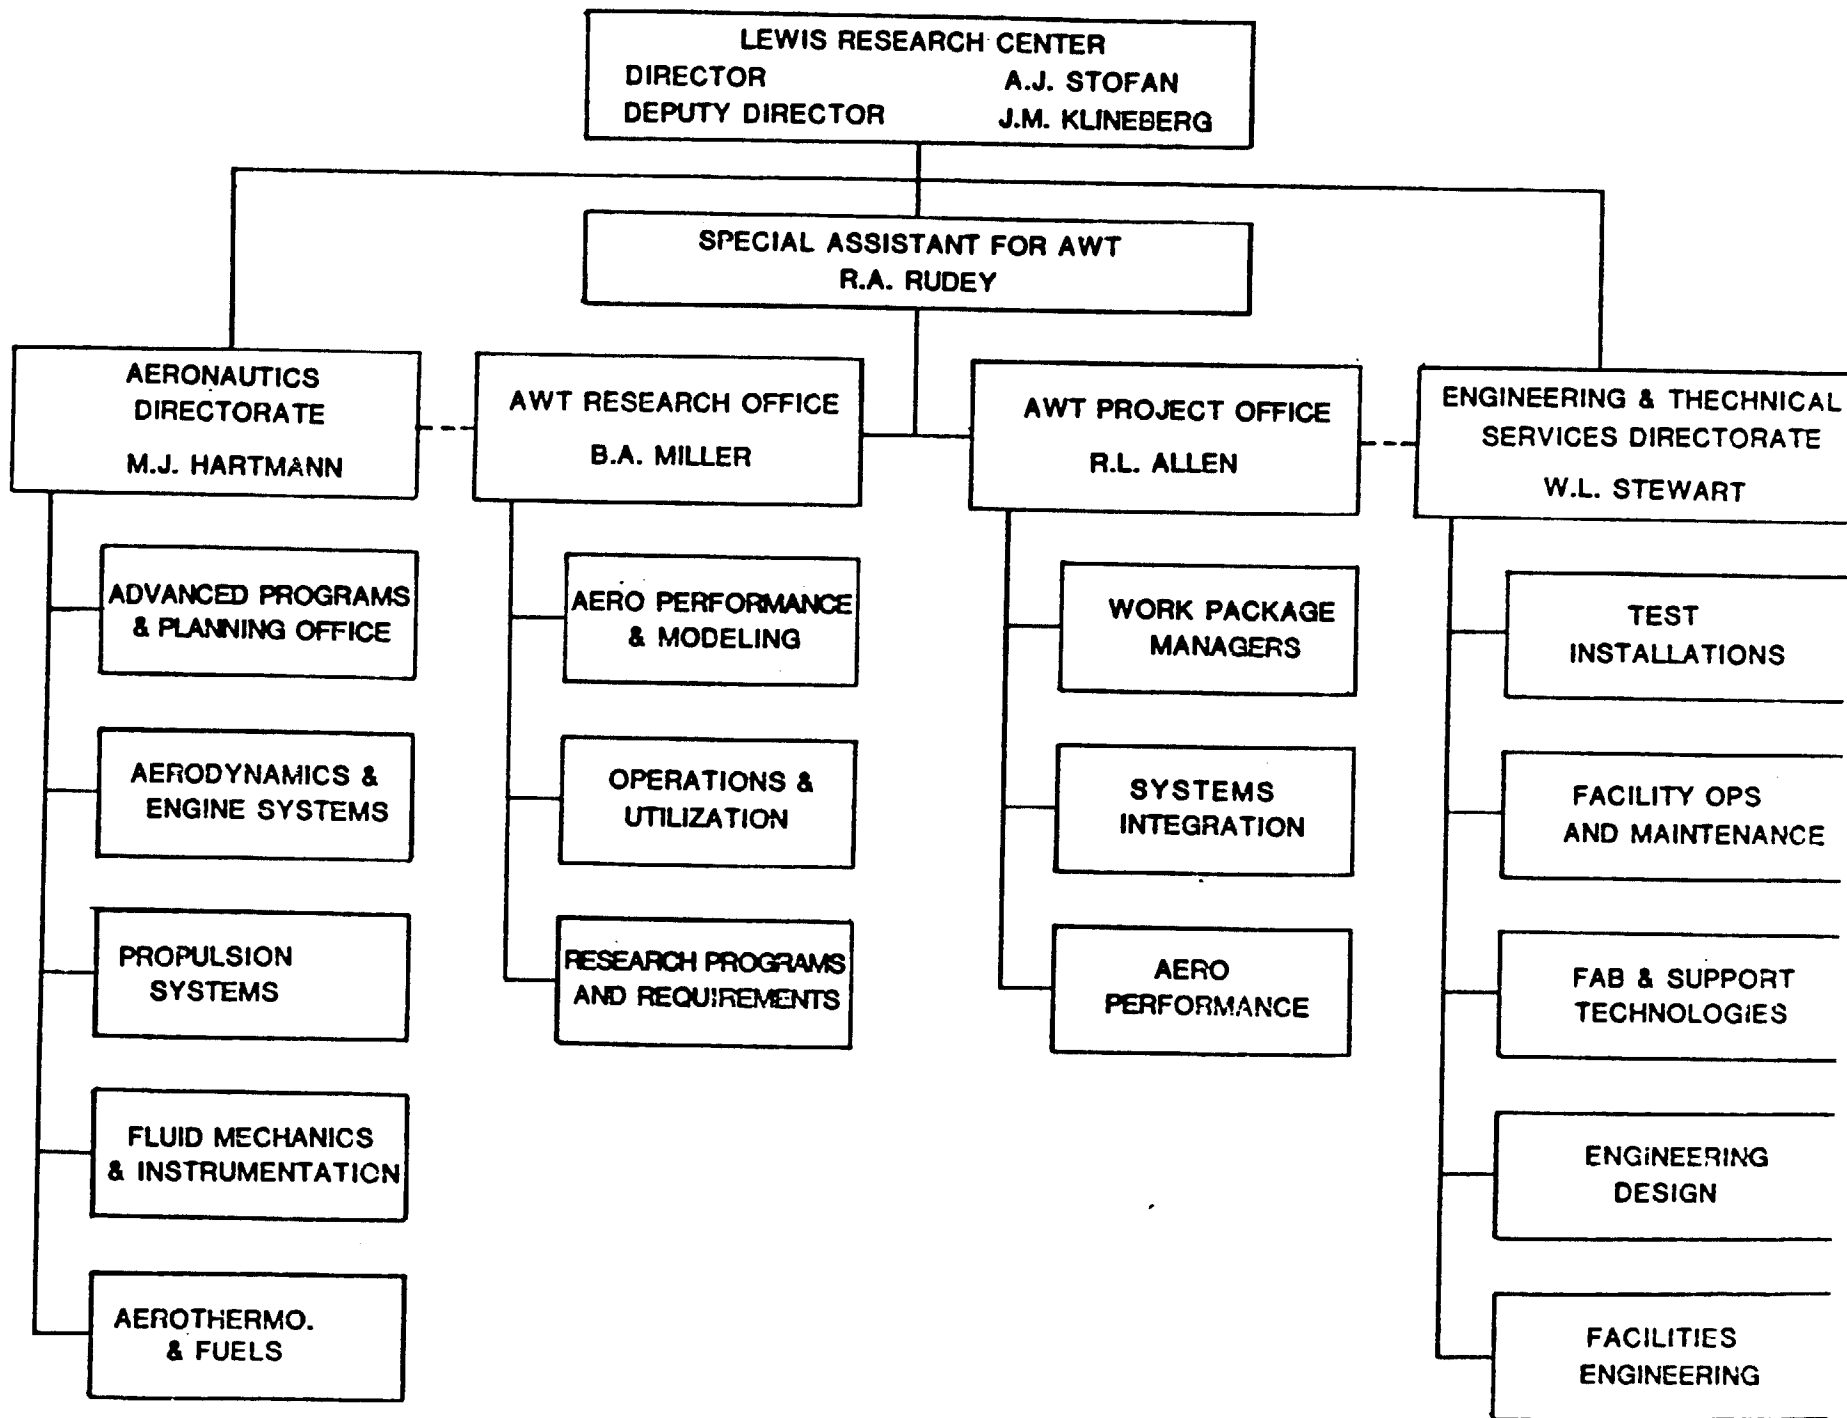 LEWIS RESEARCH CENTER
DIRECTOR A.J. STOFAN
DEPUTY DIRECTOR J.M. KLINEBERG
SPECIAL ASSISTANT FOR AWT
R.A. RUDEY
AERONAUTICS
DIRECTORATE
M.J. HARTMANN
AWT RESEARCH OFFICE
B.A. MILLER
AWT PROJECT OFFICE
R.L. ALLEN
ENGINEERING & THECHNICAL
SERVICES DIRECTORATE
W.L. STEWART
ADVANCED PROGRAMS
& PLANNING OFFICE
AERODYNAMICS &
ENGINE SYSTEMS
PROPULSION
SYSTEMS
FLUID MECHANICS
& INSTRUMENTATION
AEROTHERMO.
& FUELS
AERO PERFORMANCE
& MODELING
OPERATIONS &
UTILIZATION
RESEARCH PROGRAMS
AND REQUIREMENTS
WORK PACKAGE
MANAGERS
SYSTEMS
INTEGRATION
AERO
PERFORMANCE
TEST
INSTALLATIONS
FACILITY OPS
AND MAINTENANCE
FAB & SUPPORT
TECHNOLOGIES
ENGINEERING
DESIGN
FACILITIES
ENGINEERING